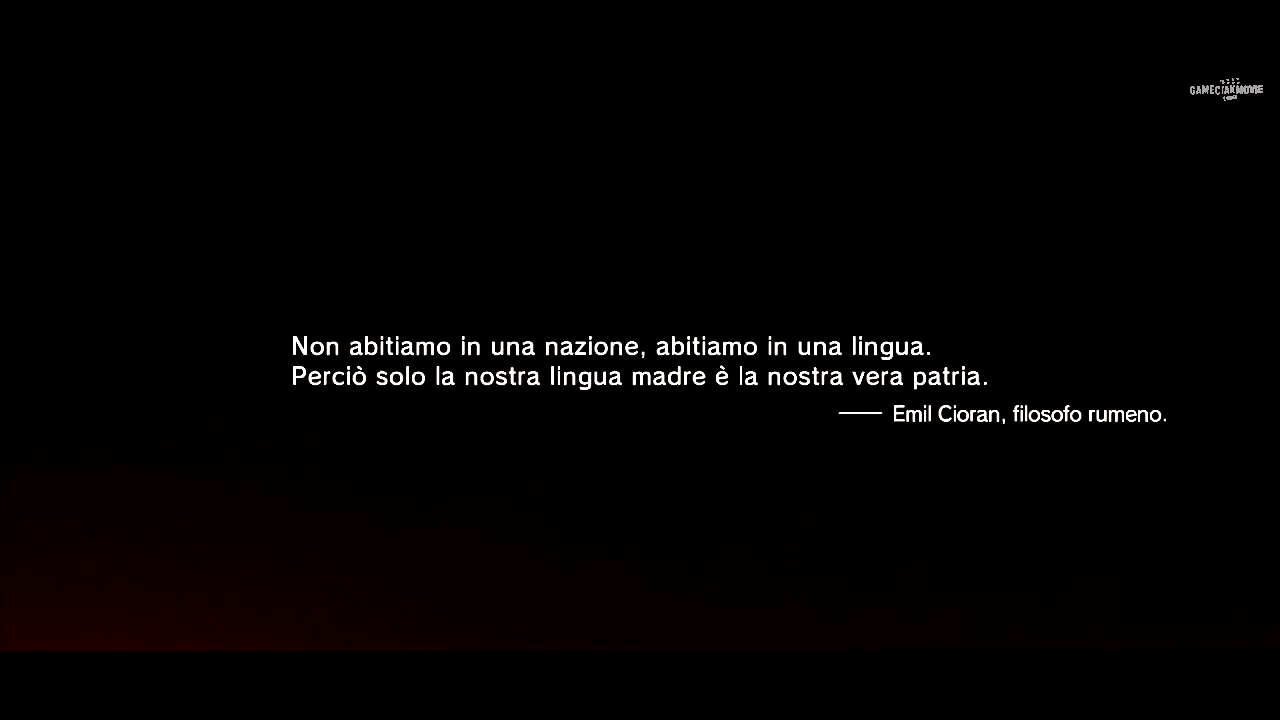 GAMECIAKMOVIE
Non abitiamo in una nazione, abitiamo in una lingua.
Perciò solo la nostra lingua madre è la nostra vera patria.
—— Emil Cioran, filosofo rumeno.